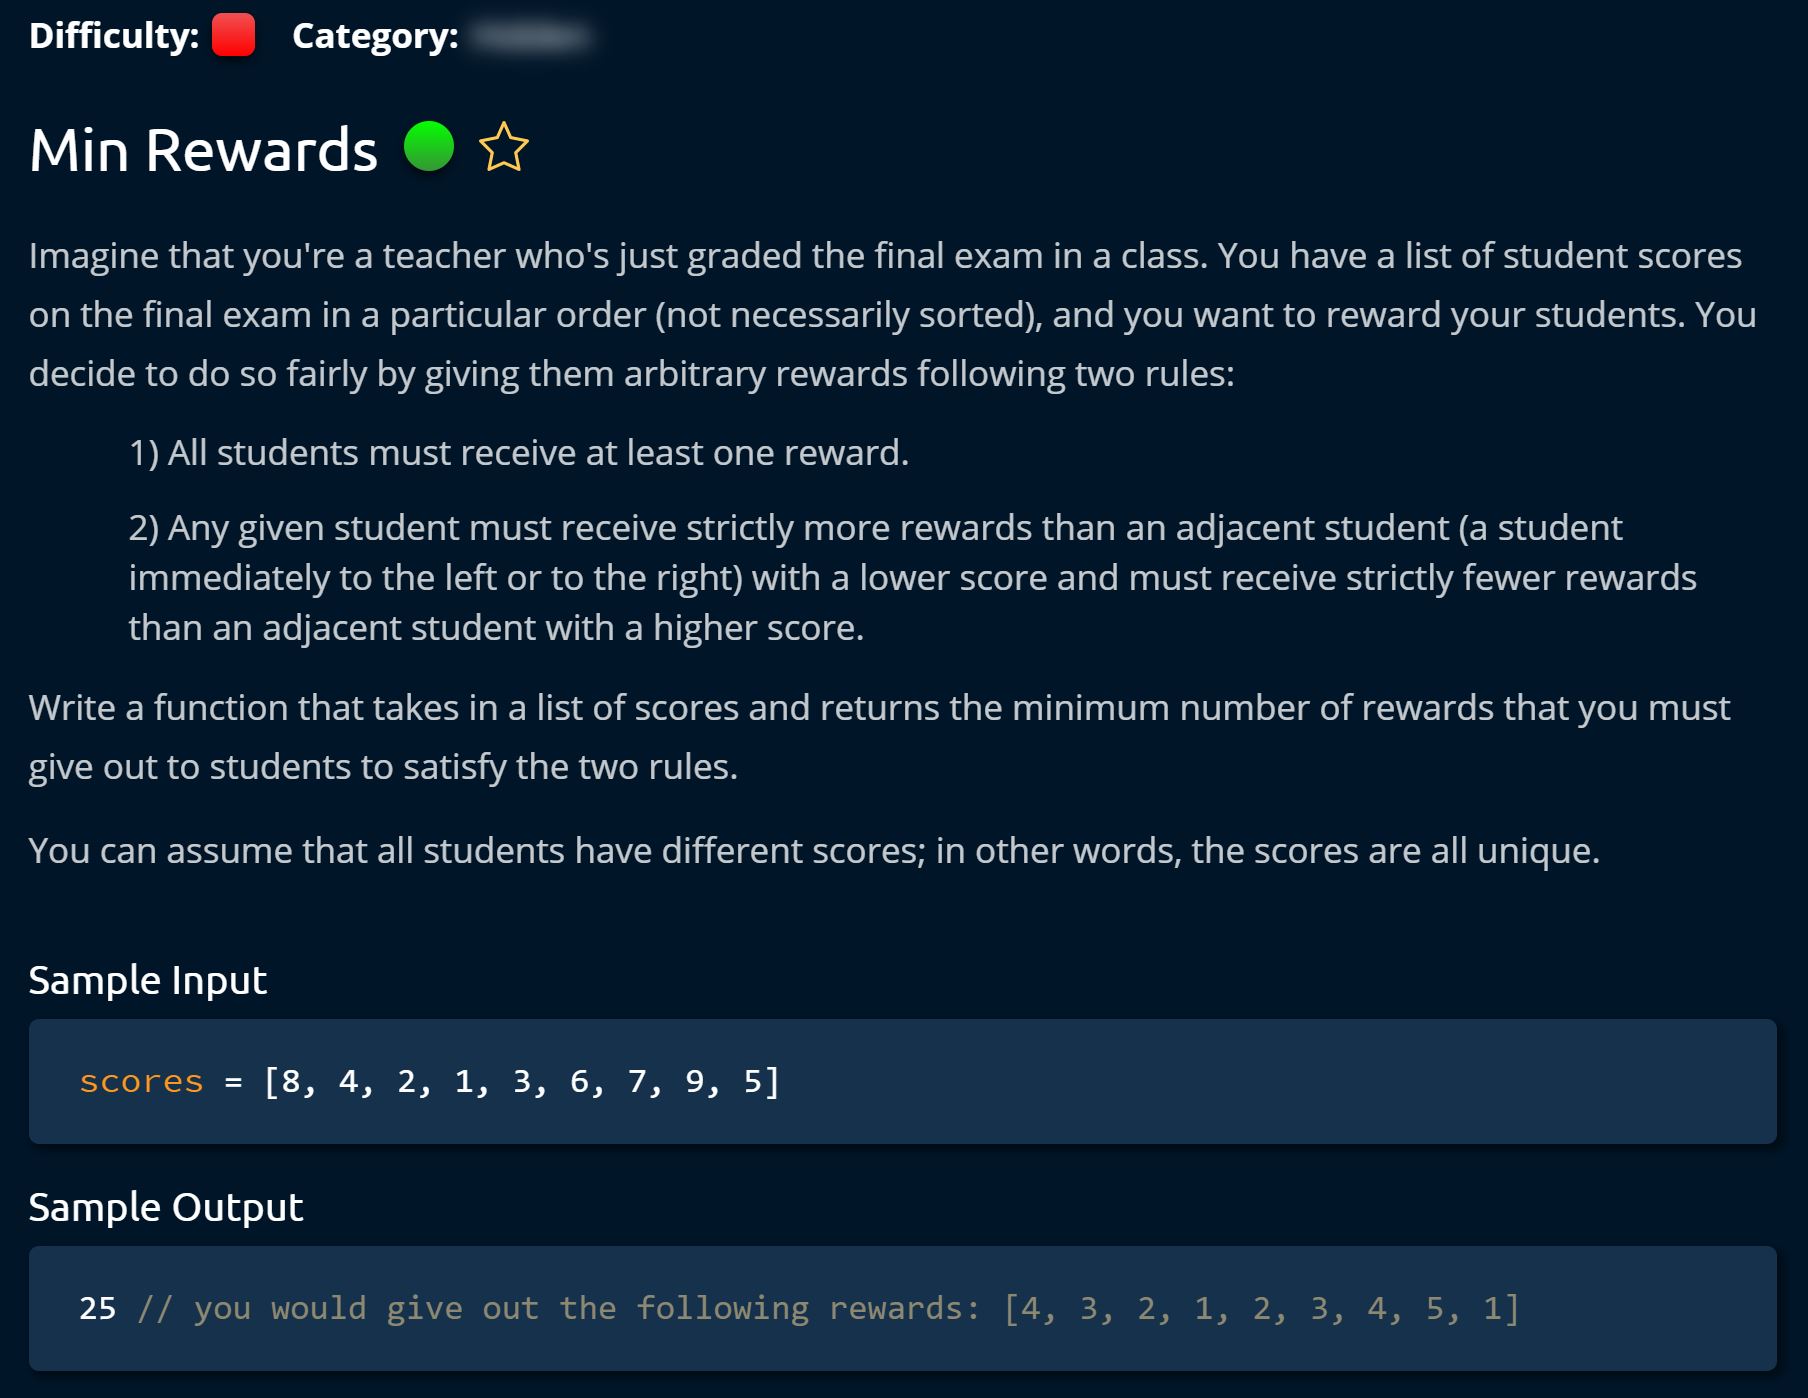 Difficulty: Category:
Min Rewards
Imagine that you're a teacher who's just graded the final exam in a class. You have a list of student scores
on the final exam in a particular order (not necessarily sorted), and you want to reward your students. You
decide to do so fairly by giving them arbitrary rewards following two rules:
1) All students must receive at least one reward.
2) Any given student must receive strictly more rewards than an adjacent student (a student
immediately to the left or to the right) with a lower score and must receive strictly fewer rewards
than an adjacent student with a higher score.
Write a function that takes in a list of scores and returns the minimum number of rewards that you must
give out to students to satisfy the two rules.
You can assume that all students have different scores; in other words, the scores are all unique.
Sample Input
scores = [8, 4, 2, 1, 3, 6, 7, 9, 5]
Sample Output
25 // you would give out the following rewards: [4, 3, 2, 1, 2, 3, 4, 5, 1]